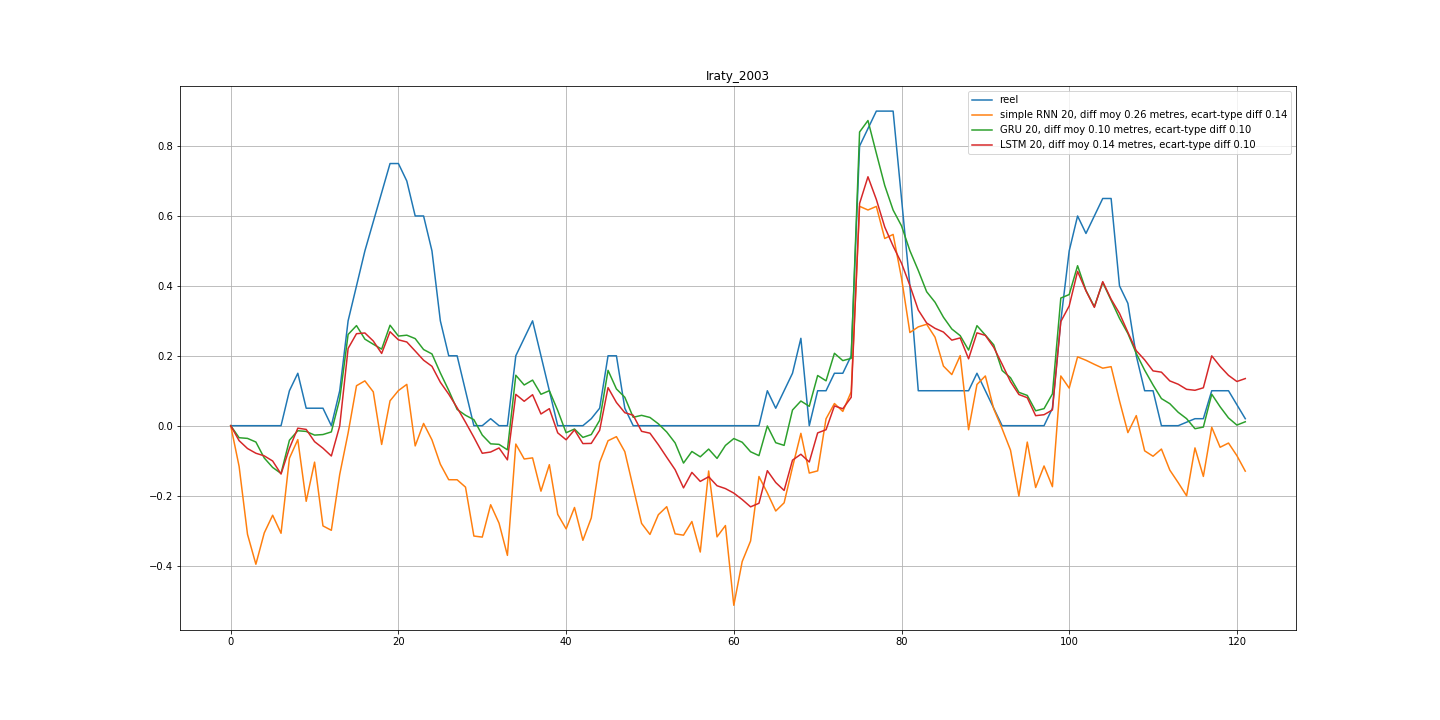 Iraty_2003
reel
simple RNN 20, diff moy 0.26 metres, ecart-type diff 0.14
GRU 20, diff moy 0.10 metres, ecart-type diff 0.10
LSTM 20, diff moy 0.14 metres, ecart-type diff 0.10
0.8
0.6
0.4
0.2
0.0
−0.2
−0.4
0 20 40 60 80 100 120